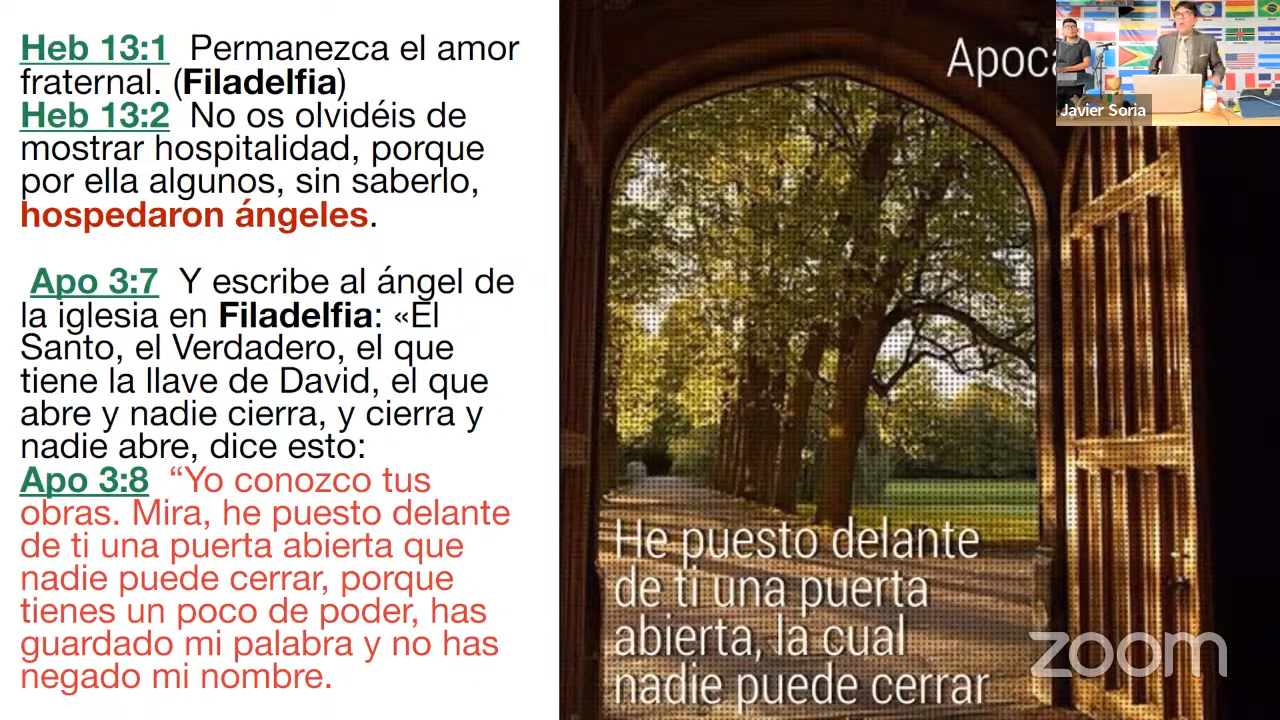 Heb 13:1 Permanezca el amor
fraternal. (Filadelfia)
Heb 13:2 No os olvidéis de
mostrar hospitalidad, porque
por ella algunos, sin saberlo,
hospedaron ángeles.
Apo 3:7 Y escribe al ángel de
la iglesia en Filadelfia: «El
Santo, el Verdadero, el que
tiene la llave de David, el que
abre y nadie cierra, y cierra y
nadie abre, dice esto:
Apo 3:8 “Yo conozco tus
obras. Mira, he puesto delante
de ti una puerta abierta que
nadie puede cerrar, porque
tienes un poco de poder, has
guardado mi palabra y no has
negado mi nombre.
Apoca
Javier Soria
He puesto delante
de ti una puerta
abierta, la cual
nadie puede cerrar
zoom